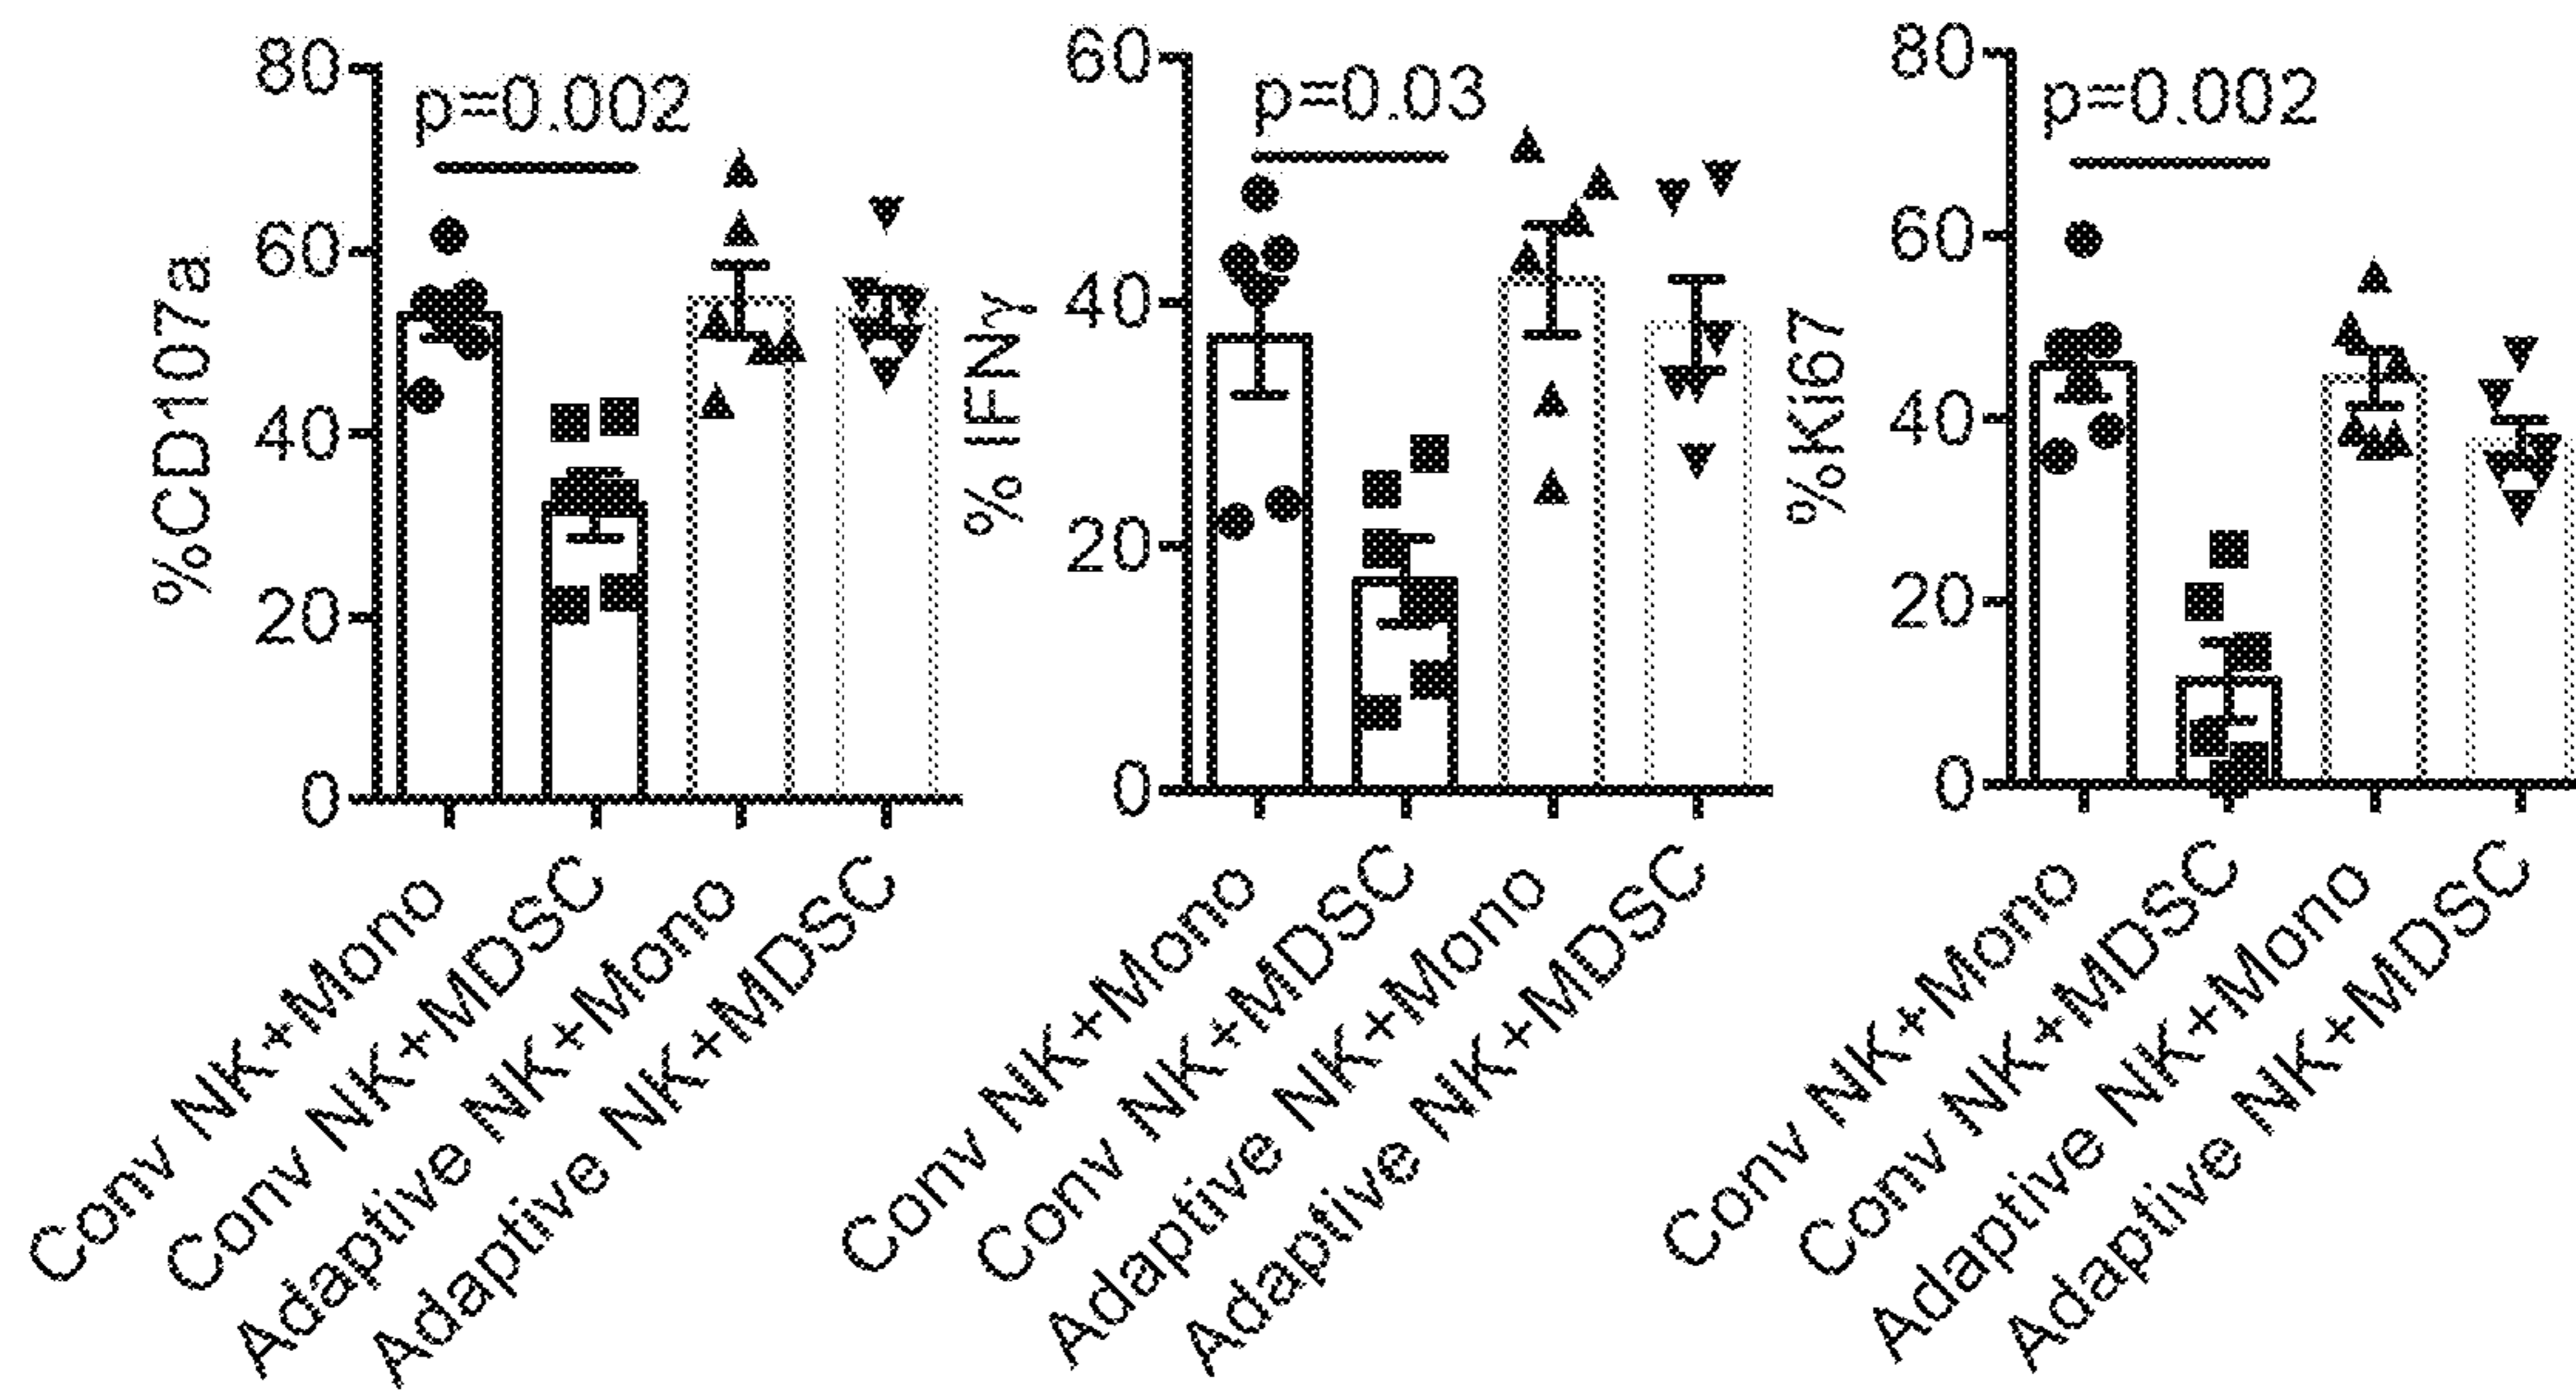 %CD107a
80
60
40
20
0
p=0.002
Conv NK+Mono
Conv NK+MDSC
Adaptive NK+Mono
Adaptive NK+MDSC
% IFNγ
60
40
20
0
p=0.03
Conv NK+Mono
Conv NK+MDSC
Adaptive NK+Mono
Adaptive NK+MDSC
%Ki67
80
60
40
20
0
p=0.002
Conv NK+Mono
Conv NK+MDSC
Adaptive NK+Mono
Adaptive NK+MDSC